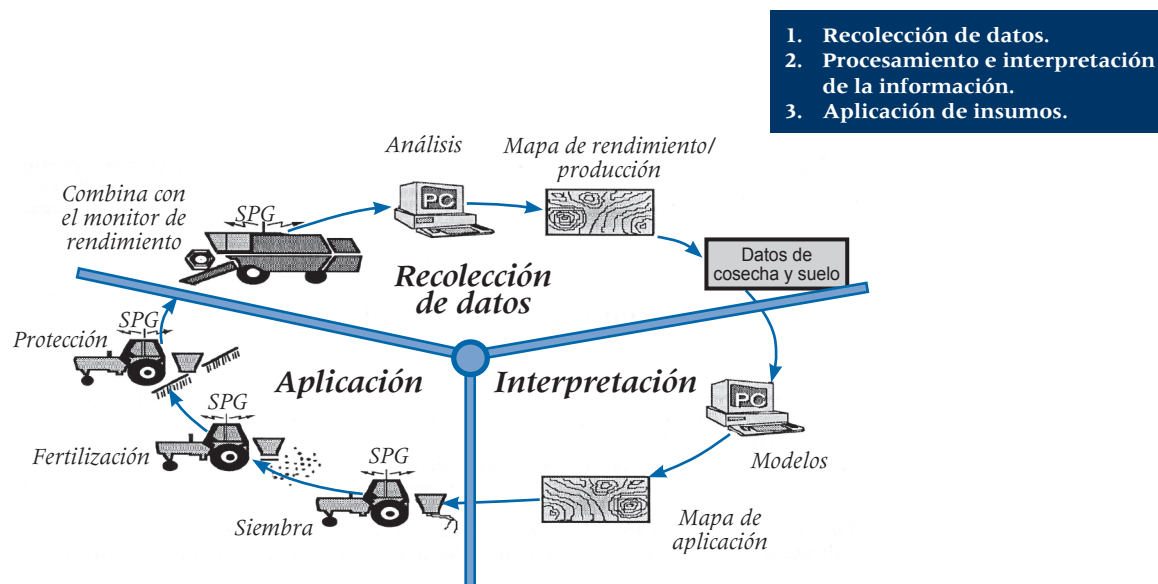 1. Recolección de datos.
2. Procesamiento e interpretación
de la información.
3. Aplicación de insumos.
Análisis
Mapa de rendimiento/
producción
Combina con
el monitor de
rendimiento
SPG
PC
Datos de
cosecha y suelo
Recolección
de datos
Protección
SPG
Aplicación
Interpretación
PC
SPG
Fertilización
Modelos
SPG
Siembra
Mapa de
aplicación